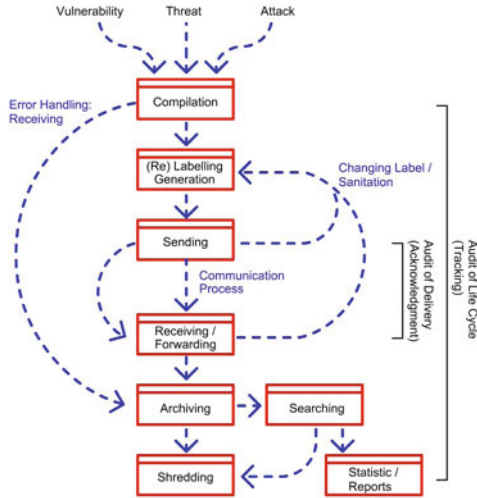 Vulnerability
Threat
Attack
Error Handling:
Receiving
Compilation
(Re) Labelling
Generation
Changing Label /
Sanitation
Sending
Communication
Process
Audit of Delivery
(Acknowledgment)
Audit of Life Cycle
(Tracking)
Receiving /
Forwarding
Archiving
Searching
Shredding
Statistic /
Reports